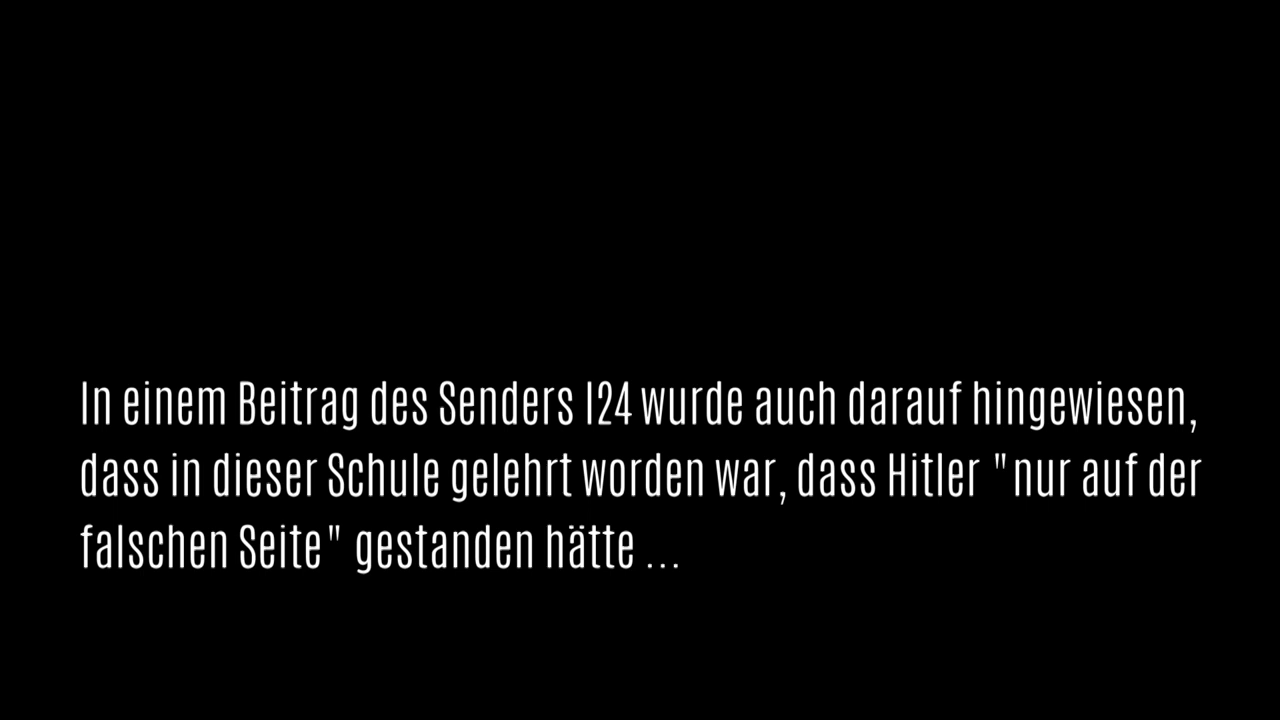 In einem Beitrag des Senders I24 wurde auch darauf hingewiesen,
dass in dieser Schule gelehrt worden war, dass Hitler "nur auf der
falschen Seite" gestanden hätte ...